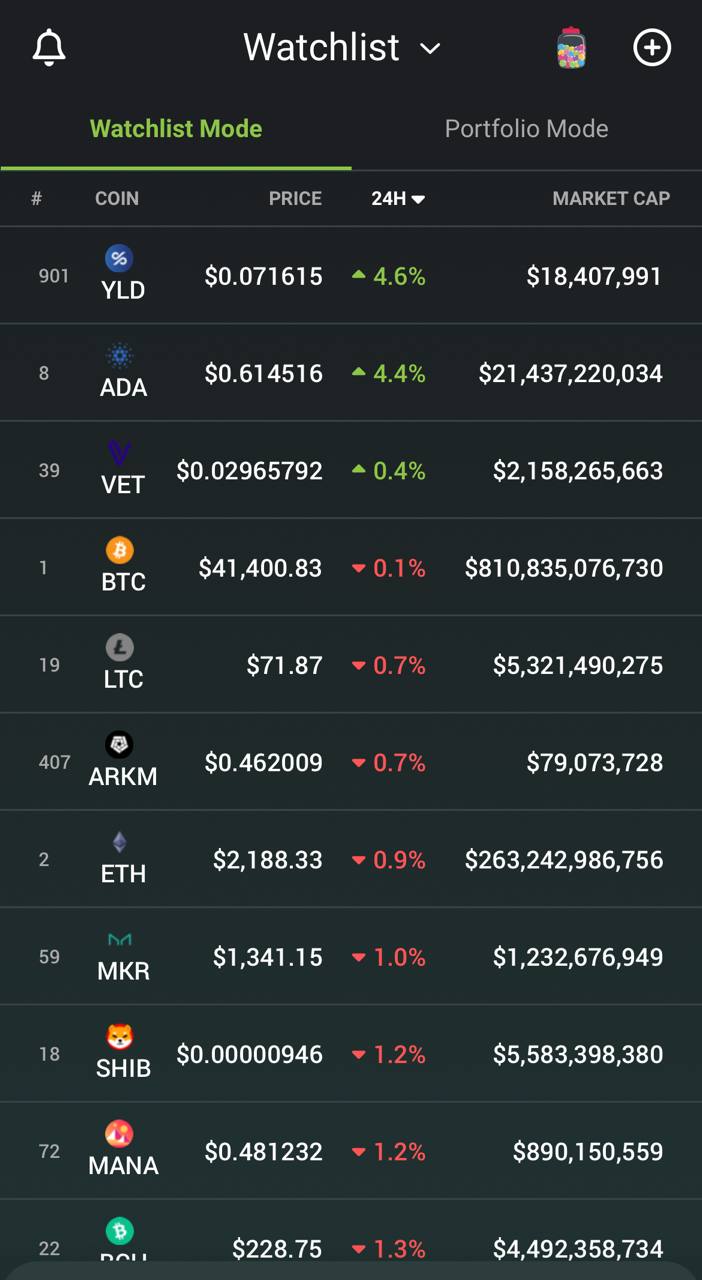 Watchlist
Watchlist Mode Portfolio Mode
# COIN PRICE 24H MARKET CAP
901 YLD $0.071615 4.6% $18,407,991
8 ADA $0.614516 4.4% $21,437,220,034
39 VET $0.02965792 0.4% $2,158,265,663
1 BTC $41,400.83 0.1% $810,835,076,730
19 LTC $71.87 0.7% $5,321,490,275
407 ARKM $0.462009 0.7% $79,073,728
2 ETH $2,188.33 0.9% $263,242,986,756
59 MKR $1,341.15 1.0% $1,232,676,949
18 SHIB $0.00000946 1.2% $5,583,398,380
72 MANA $0.481232 1.2% $890,150,559
22 $228.75 1.3% $4,492,358,734